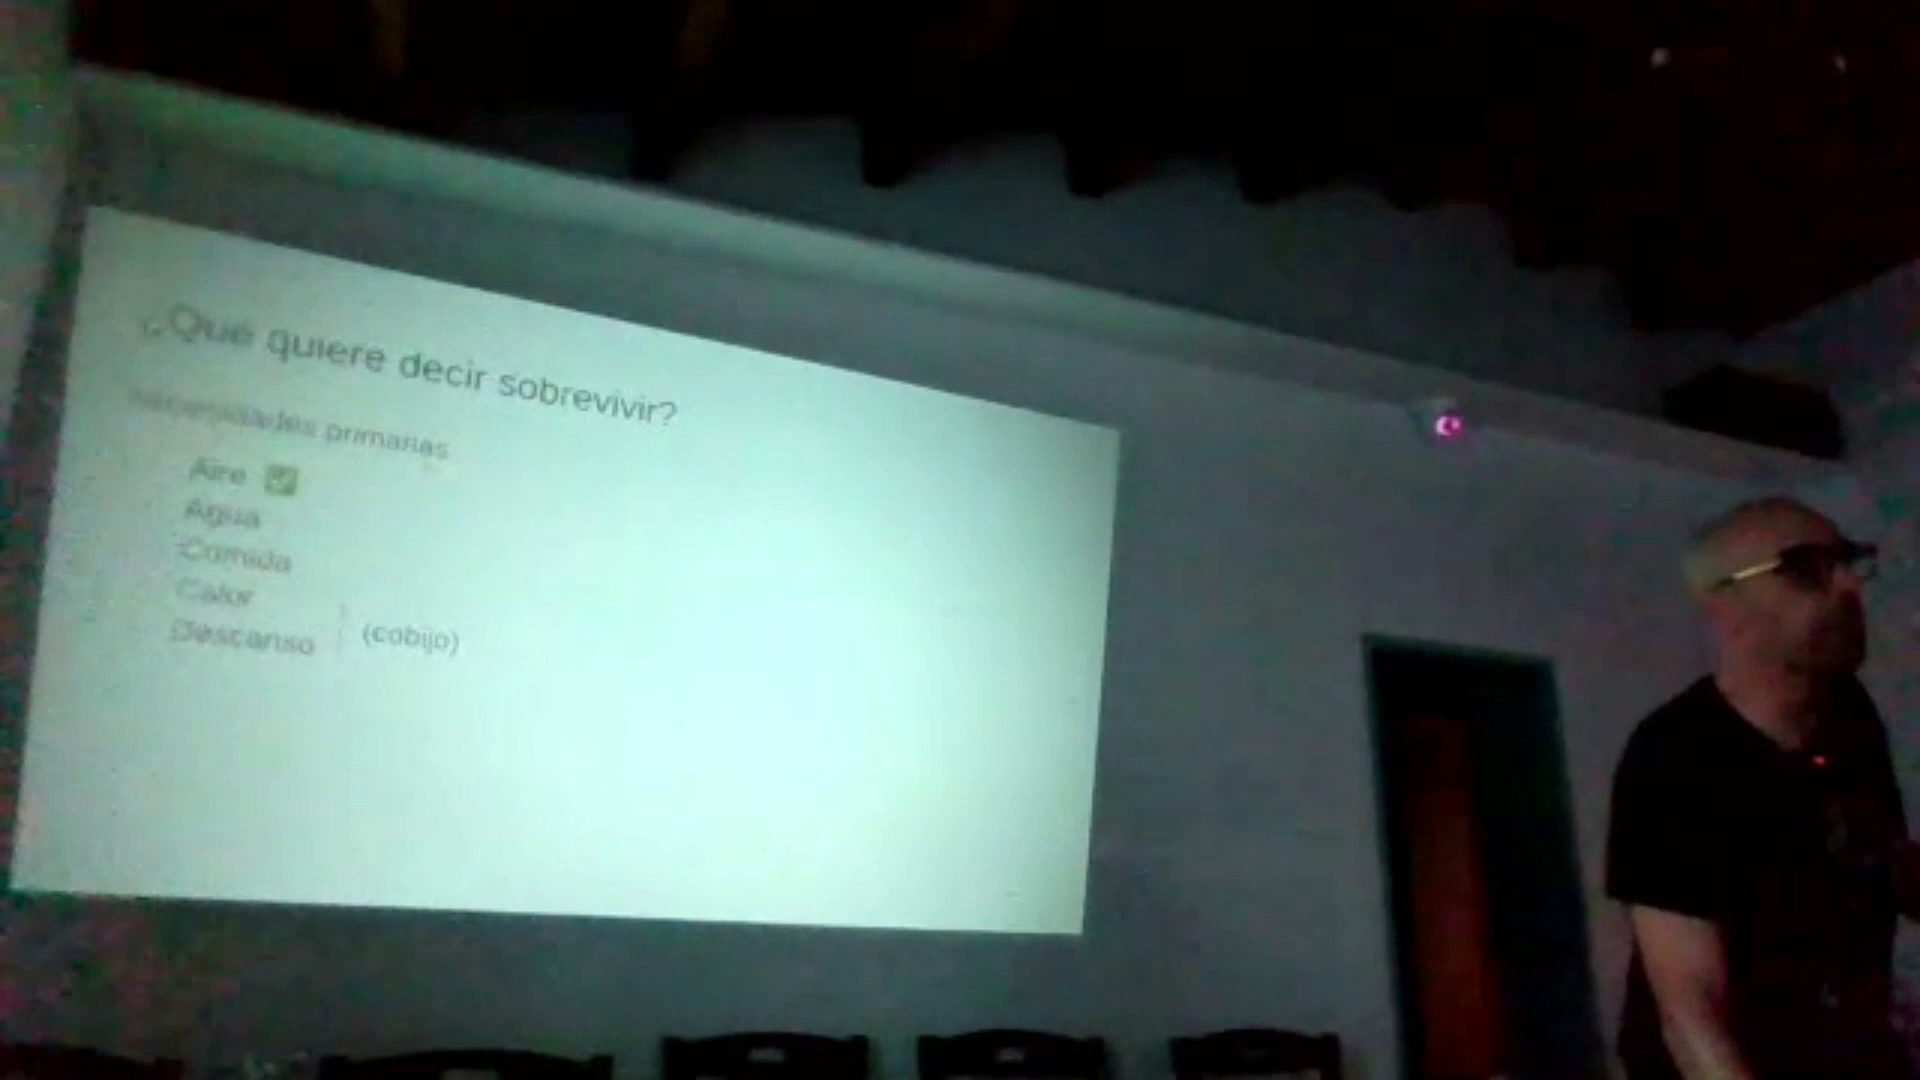 ¿Que quiere decir sobrevivir?
Necesidades primarias
Aire ✅
Agua
Comida
Calor
Descanso (cobijo)